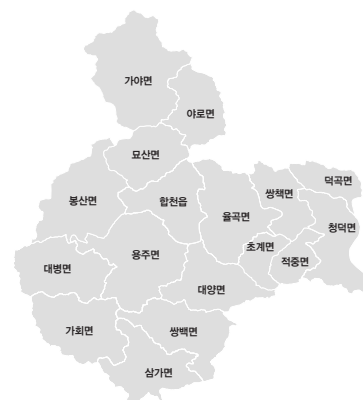 가야면
야로면
묘산면
덕곡면
쌍책면
봉산면
합천읍
율곡면
청덕면
초계면
용주면
적중면
대병면
대양면
가회면
쌍백면
삼가면